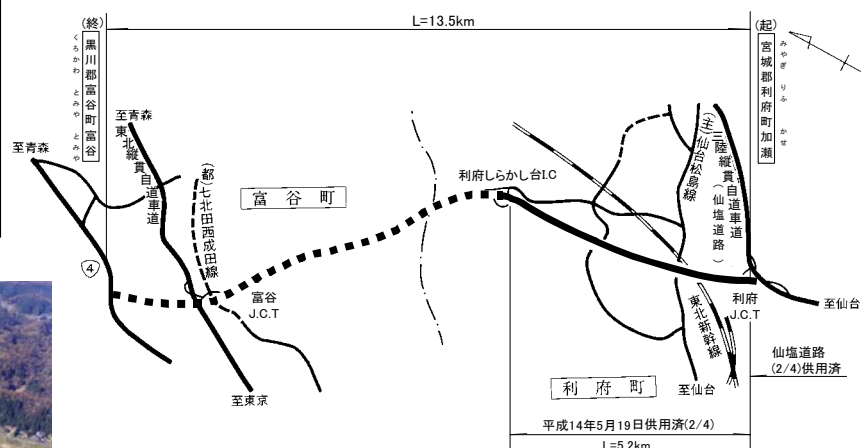 L=13.5km
(終)
黒川郡富谷町富谷
くろかわ とみや とみや
(起)
宮城郡利府町加瀬
みやぎ りふ かせ
至青森
至青森
東北縦貫自動車道
(都)七北田西成田線
富谷町
利府しらかし台I.C
(主)仙台松島線
三陸縦貫自動車道
(仙塩道路)
4
富谷
J.C.T
利府
J.C.T
至仙台
東北新幹線
仙塩道路
(2/4)供用済
至東京
利府町
至仙台
平成14年5月19日供用済(2/4)
L=5.2km